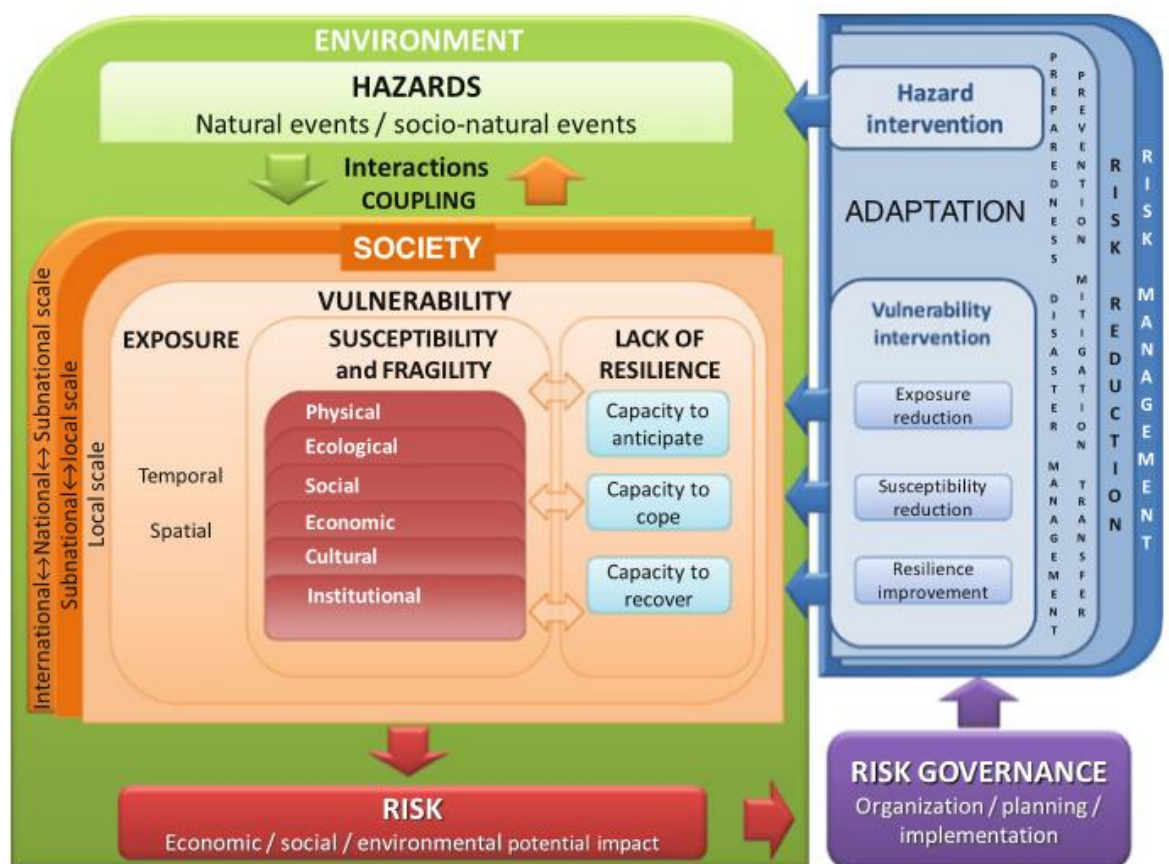 ENVIRONMENT
HAZARDS
Natural events / socio-natural events
Interactions
COUPLING
SOCIETY
International↔National↔ Subnational scale
Subnational↔local scale
Local scale
VULNERABILITY
EXPOSURE
Temporal
Spatial
SUSCEPTIBILITY
and FRAGILITY
Physical
Ecological
Social
Economic
Cultural
Institutional
LACK OF
RESILIENCE
Capacity to
anticipate
Capacity to
cope
Capacity to
recover
RISK
Economic / social / environmental potential impact
Hazard
intervention
ADAPTATION
Vulnerability
intervention
Exposure
reduction
Susceptibility
reduction
Resilience
improvement
PREPAREDNESS DISASTER MANAGEMENT
PREVENTION MITIGATION TRANSFER
RISK REDUCTION
RISK MANAGEMENT
RISK GOVERNANCE
Organization / planning /
implementation